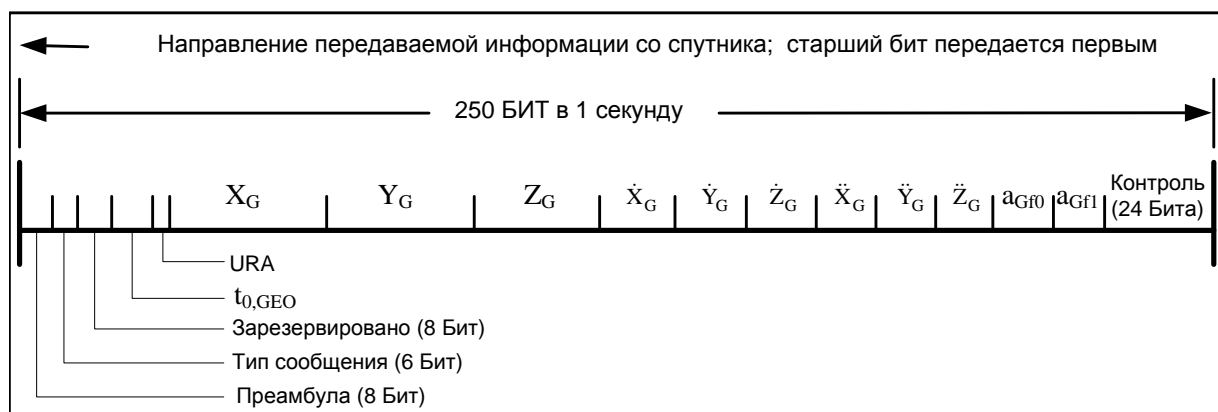 Направление передаваемой информации со спутника; старший бит передается первым
250 БИТ в 1 секунду
X_G Y_G Z_G Ẋ_G Ẏ_G Ż_G Ẍ_G Ÿ_G Z̈_G a_Gf0 a_Gf1 Контроль
(24 Бита)
URA
t_0,GEO
Зарезервировано (8 Бит)
Тип сообщения (6 Бит)
Преамбула (8 Бит)